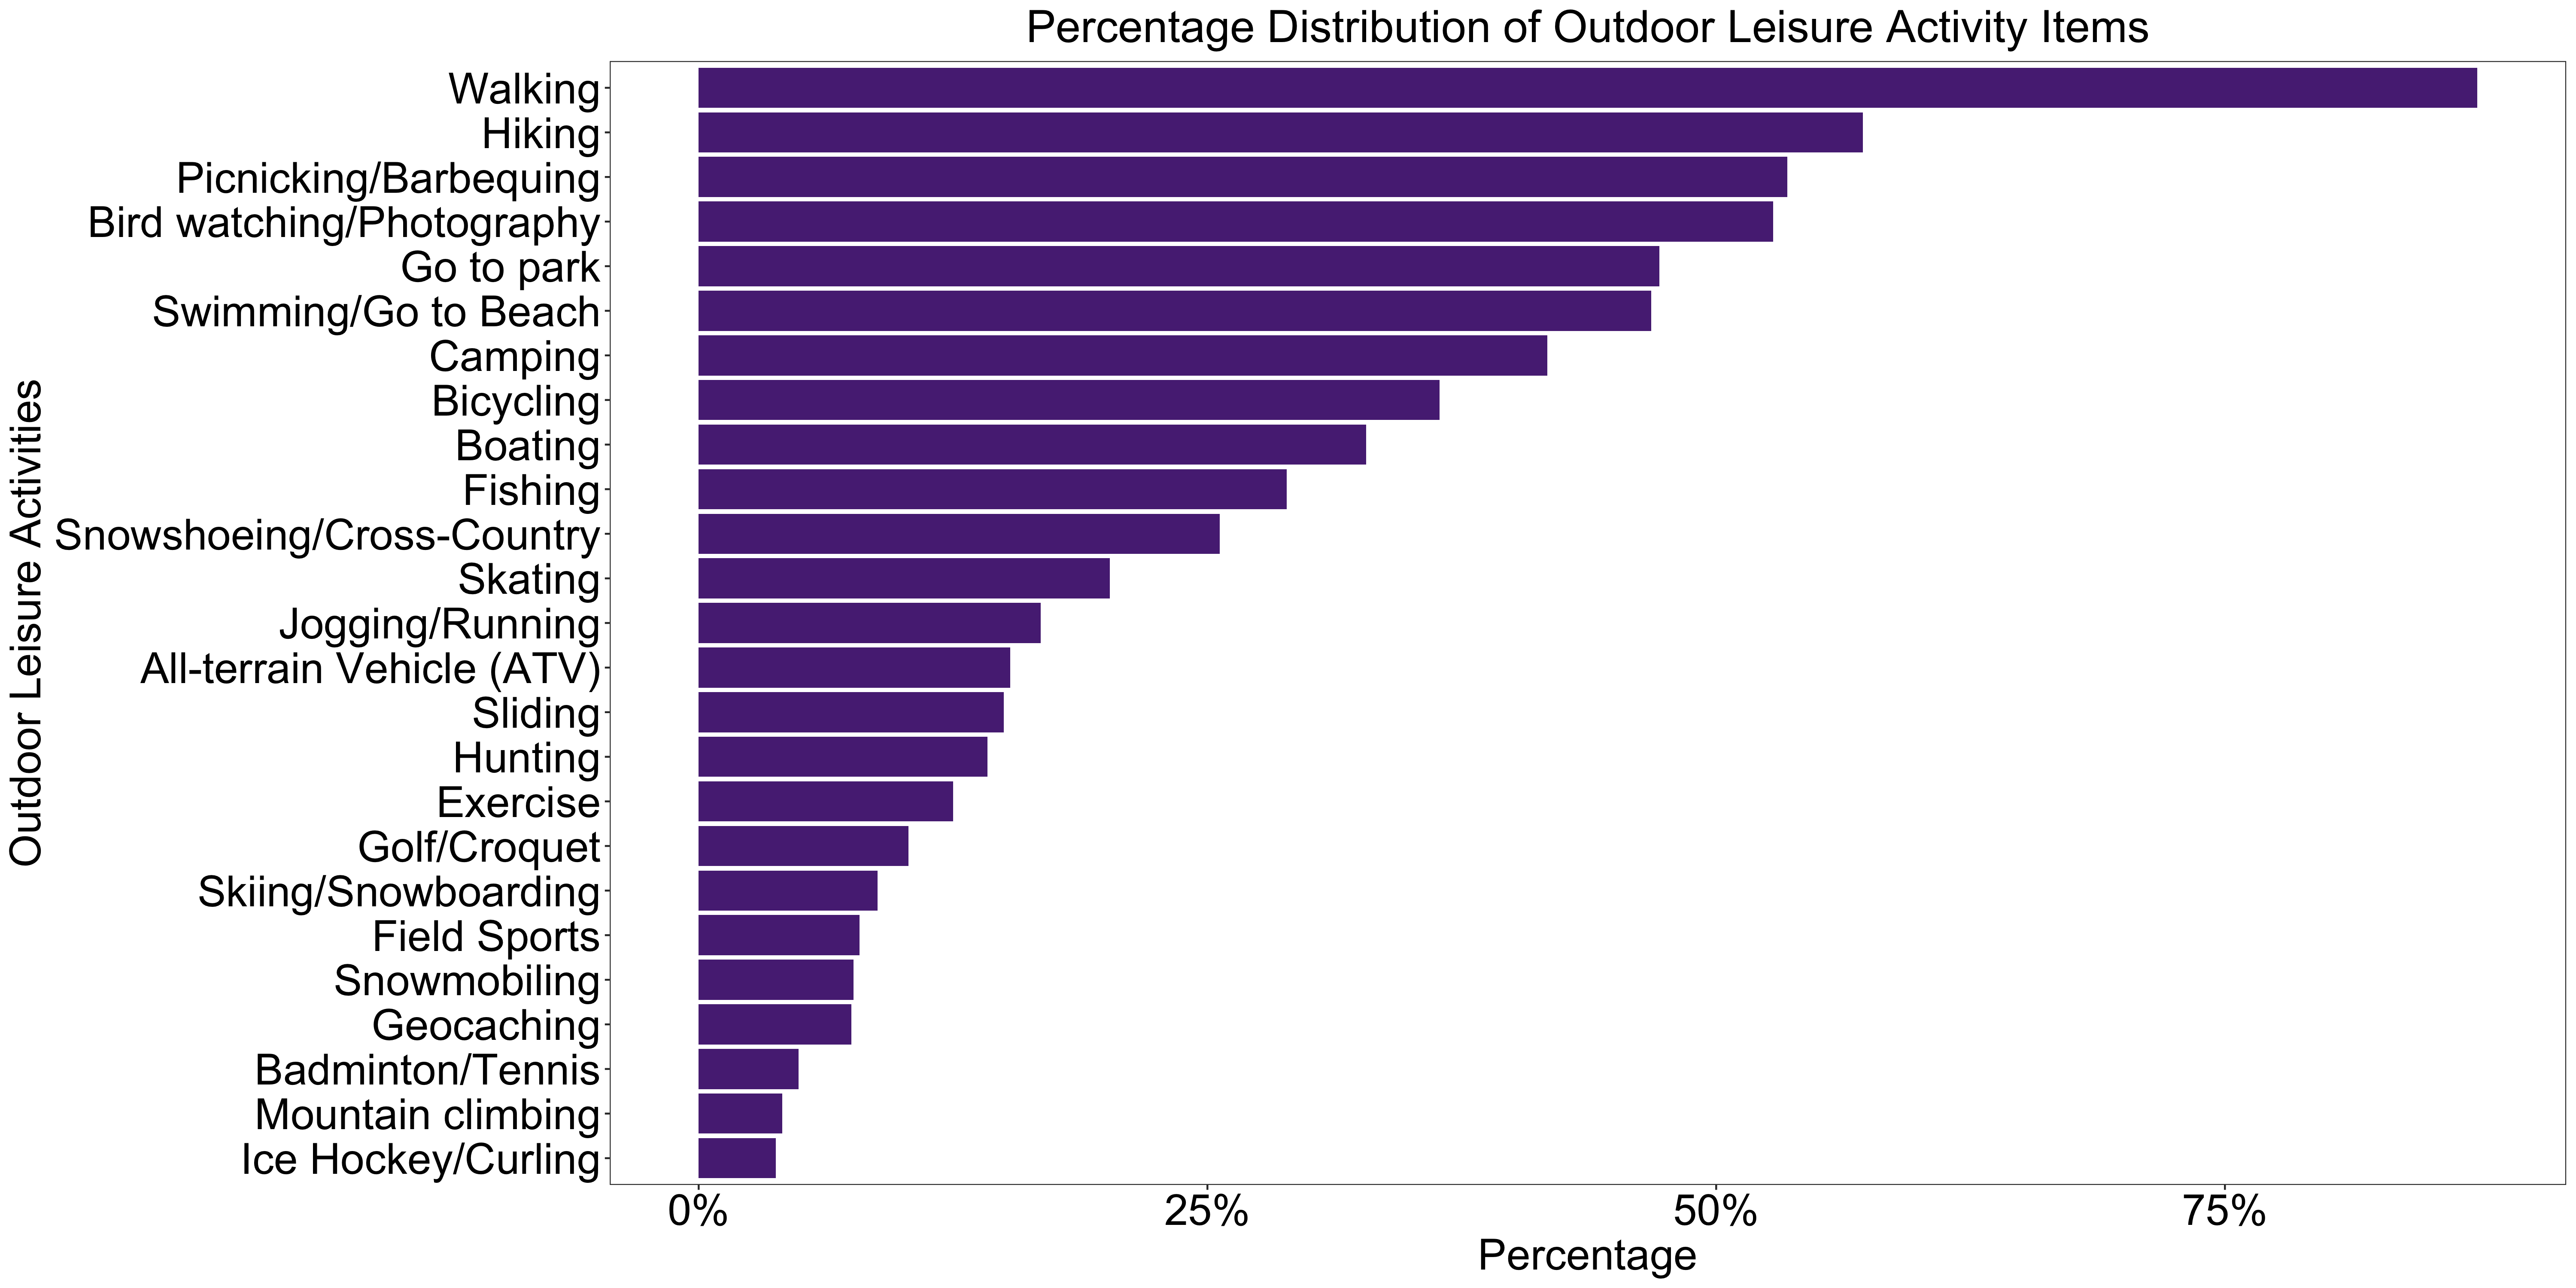 Percentage Distribution of Outdoor Leisure Activity Items
Outdoor Leisure Activities
Walking
Hiking
Picnicking/Barbequing
Bird watching/Photography
Go to park
Swimming/Go to Beach
Camping
Bicycling
Boating
Fishing
Snowshoeing/Cross-Country
Skating
Jogging/Running
All-terrain Vehicle (ATV)
Sliding
Hunting
Exercise
Golf/Croquet
Skiing/Snowboarding
Field Sports
Snowmobiling
Geocaching
Badminton/Tennis
Mountain climbing
Ice Hockey/Curling
0% 25% 50% 75%
Percentage